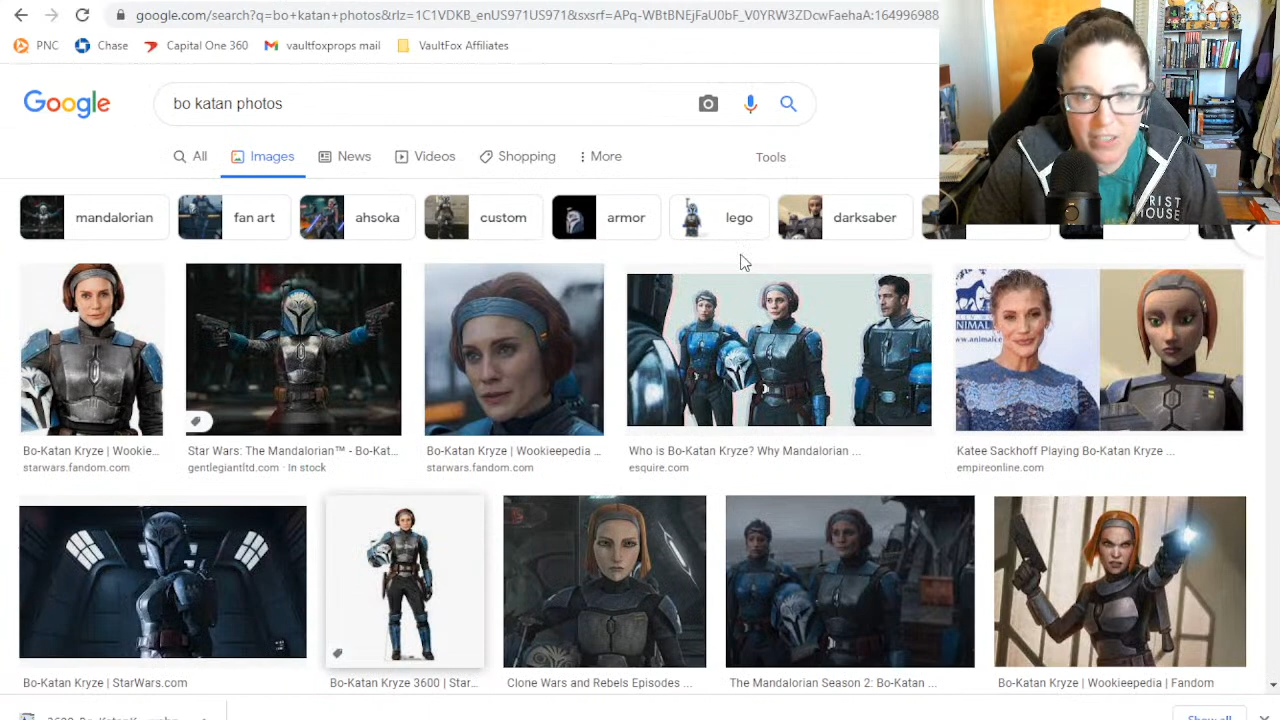 google.com/search?q=bo+katan+photos&rlz=1C1VDKB_enUS971US971&sxsrf=APq-WBtBNEjFaU0bF_V0YRW3ZDcwFaehaA:164996988
PNC
Chase
Capital One 360
vaultfoxprops mail
VaultFox Affiliates
Google
bo katan photos
All
Images
News
Videos
Shopping
More
Tools
mandalorian
fan art
ahsoka
custom
armor
lego
darksaber
Bo-Katan Kryze | Wookie...
starwars.fandom.com
Star Wars: The Mandalorian™ - Bo-Kat...
gentlegiantltd.com · In stock
Bo-Katan Kryze | Wookieepedia ...
starwars.fandom.com
Who is Bo-Katan Kryze? Why Mandalorian ...
esquire.com
Katee Sackhoff Playing Bo-Katan Kryze ...
empireonline.com
Bo-Katan Kryze | StarWars.com
Bo-Katan Kryze 3600 | Star...
Clone Wars and Rebels Episodes ...
The Mandalorian Season 2: Bo-Katan ...
Bo-Katan Kryze | Wookieepedia | Fandom
Show all